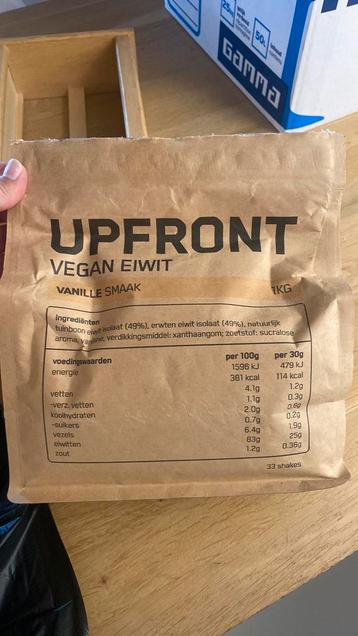 GAMMA
25
50L
UPFRONT
VEGAN EIWIT
VANILLE SMAAK 1KG
ingrediënten
tuinboon eiwit isolaat (49%), erwten eiwit isolaat (49%), natuurlijk
aroma, vanille, verdikkingsmiddel: xanthaangom; zoetstof: sucralose
voedingswaarden per 100g per 30g
energie 1596 kJ 479 kJ
381 kcal 114 kcal
vetten 4.1g 1.2g
-verz. vetten 1.1g 0.3g
koolhydraten 2.0g 0.6g
-suikers 0.7g 0.2g
vezels 6.4g 1.9g
eiwitten 83g 25g
zout 1.2g 0.36g
33 shakes